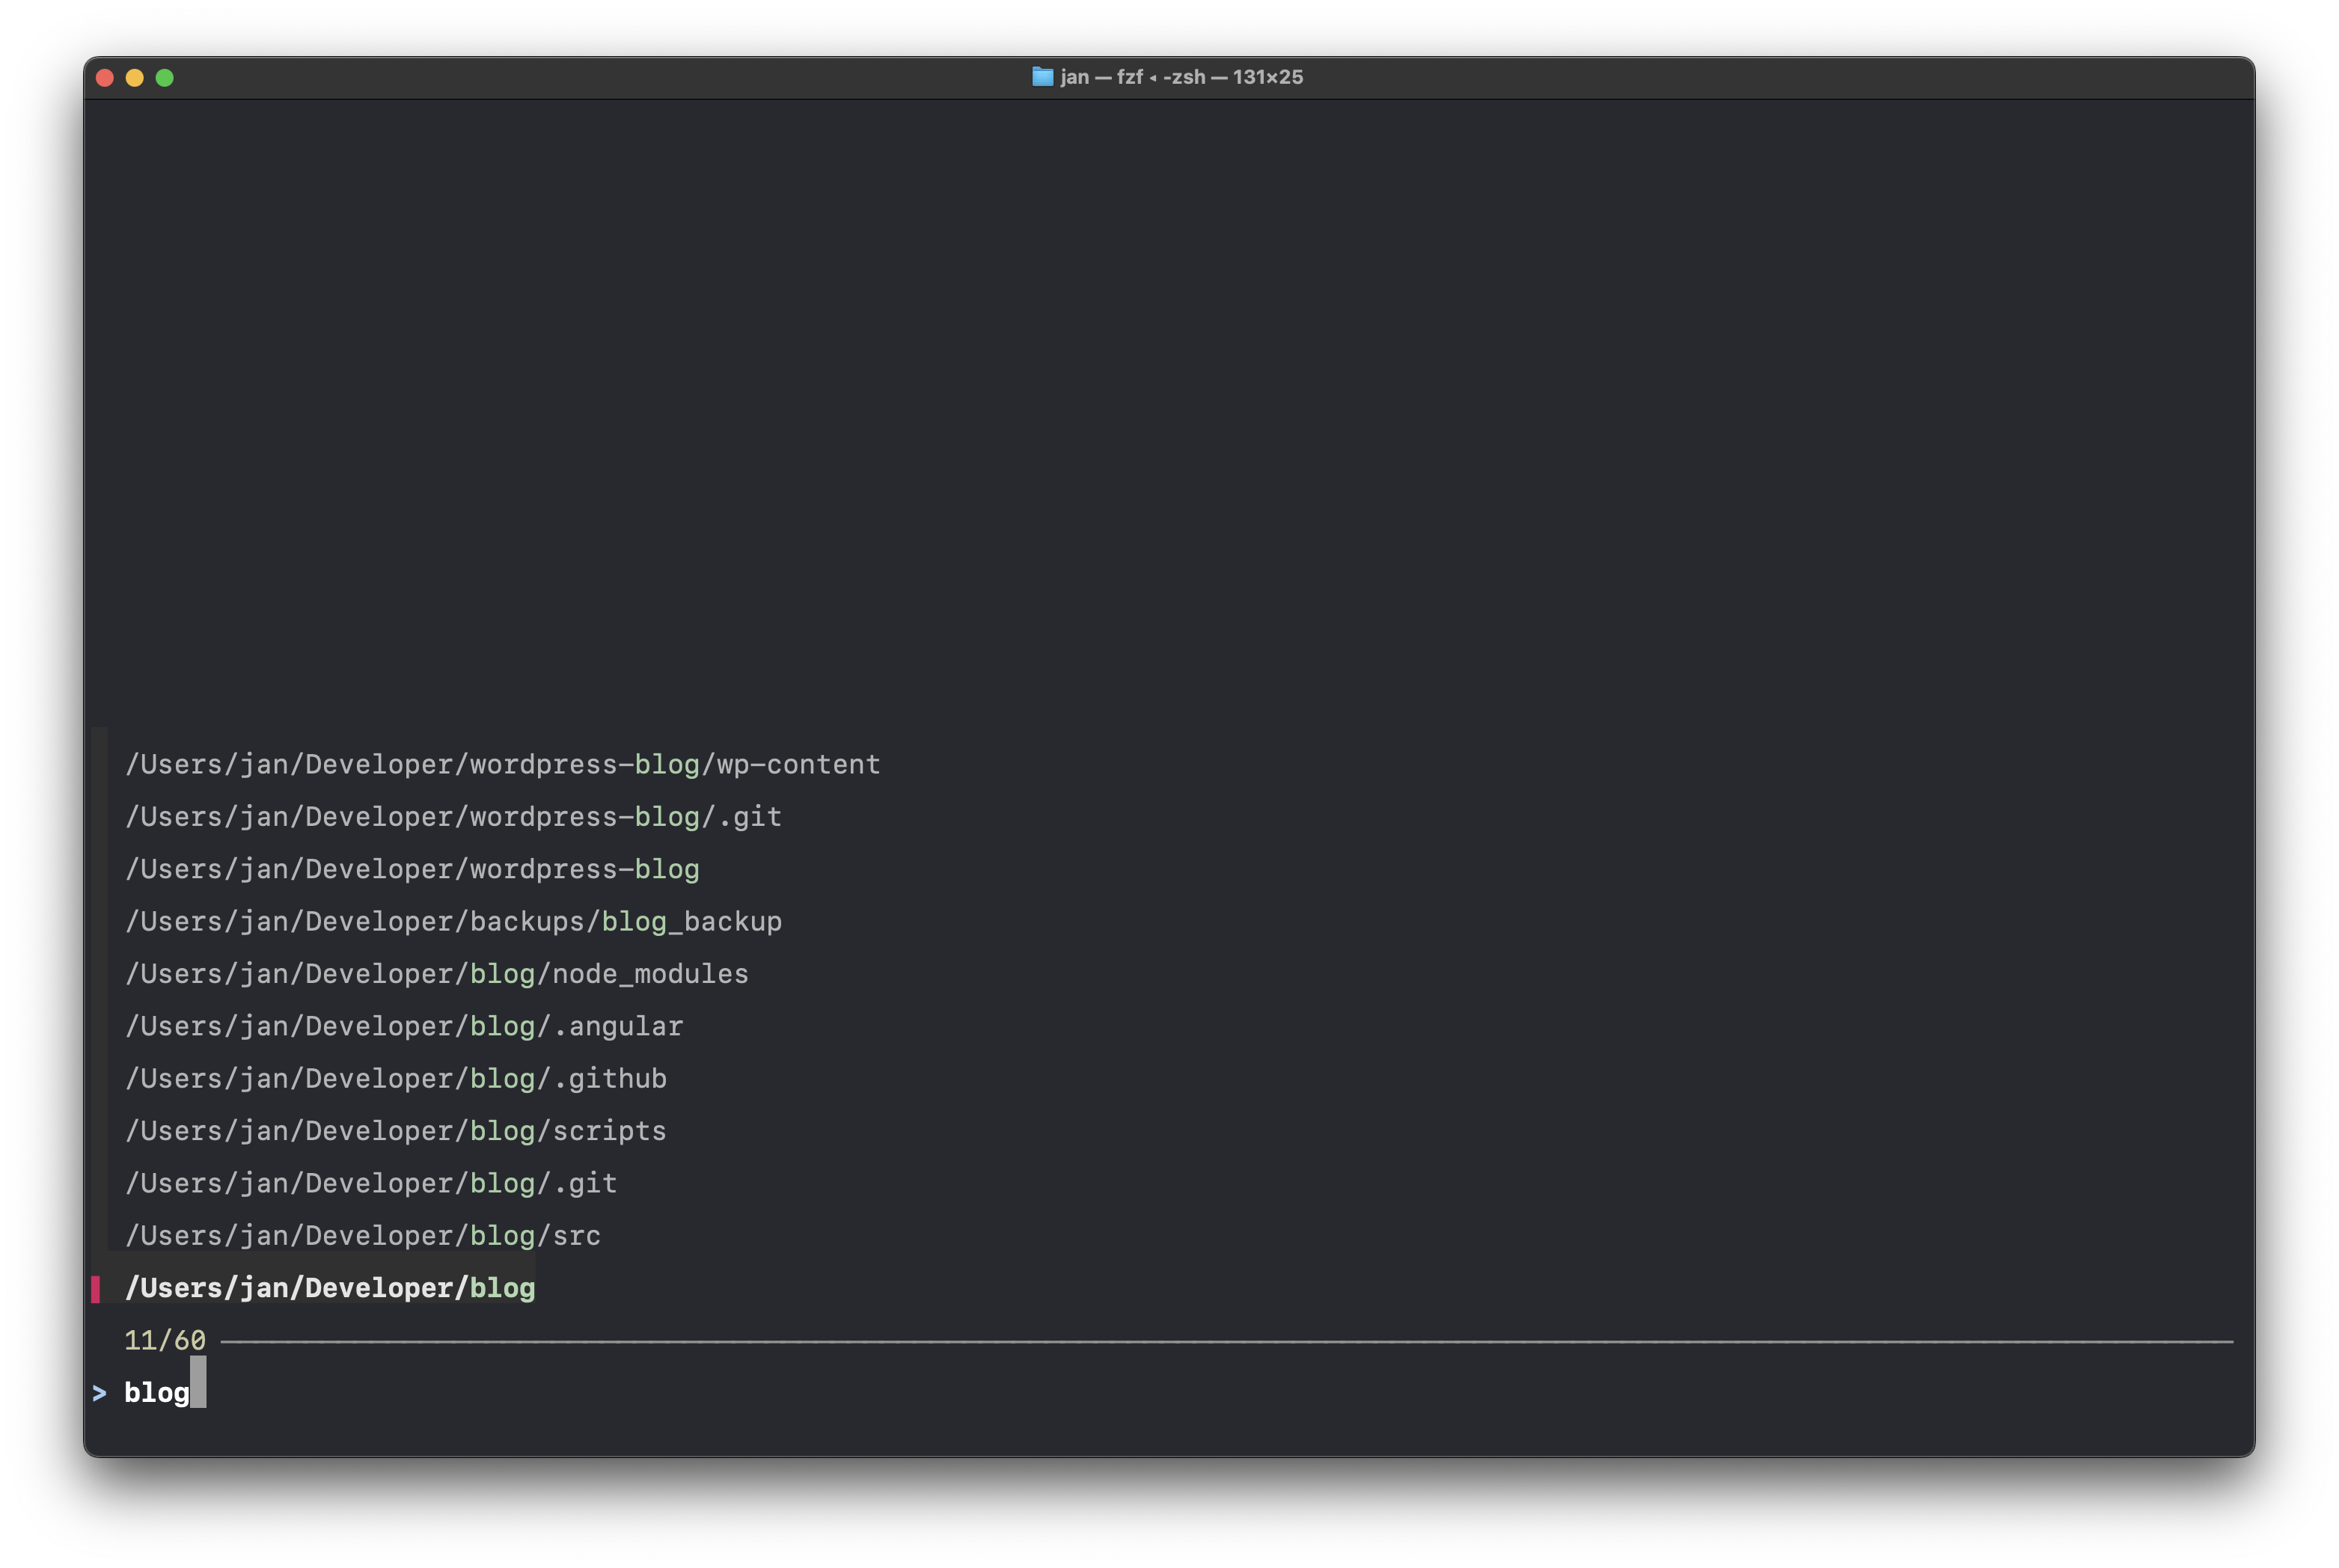 jan — fzf ◂ -zsh — 131×25
/Users/jan/Developer/wordpress-blog/wp-content
/Users/jan/Developer/wordpress-blog/.git
/Users/jan/Developer/wordpress-blog
/Users/jan/Developer/backups/blog_backup
/Users/jan/Developer/blog/node_modules
/Users/jan/Developer/blog/.angular
/Users/jan/Developer/blog/.github
/Users/jan/Developer/blog/scripts
/Users/jan/Developer/blog/.git
/Users/jan/Developer/blog/src
/Users/jan/Developer/blog
11/60
> blog